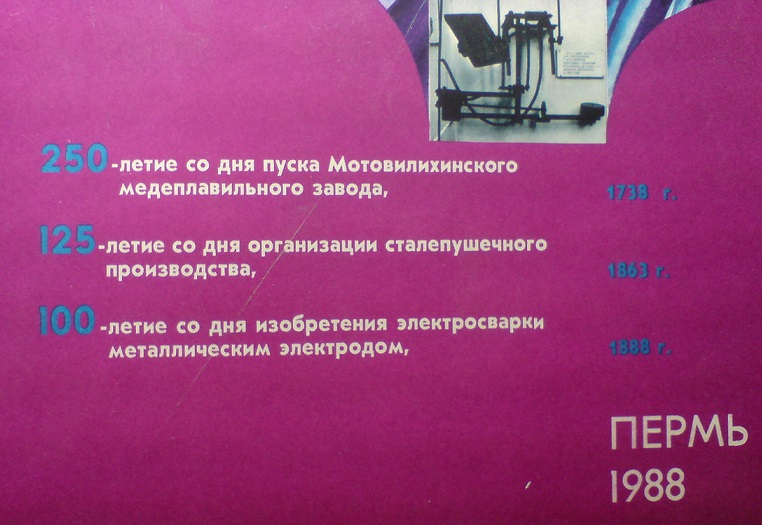 250-летие со дня пуска Мотовилихинского
медеплавильного завода, 1738 г.
125-летие со дня организации сталепушечного
производства, 1863 г.
100-летие со дня изобретения электросварки
металлическим электродом, 1888 г.
ПЕРМЬ
1988